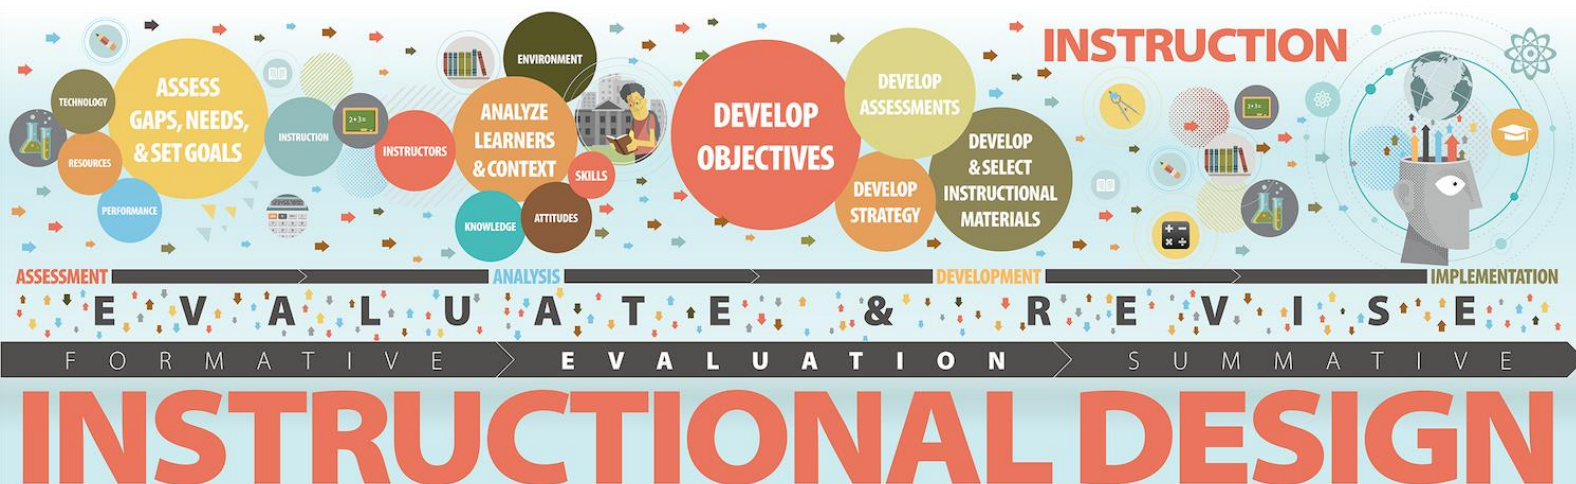 TECHNOLOGY
RESOURCES
PERFORMANCE
ASSESS
GAPS, NEEDS,
& SET GOALS
INSTRUCTION
2+3=
INSTRUCTORS
ENVIRONMENT
ANALYZE
LEARNERS
& CONTEXT
SKILLS
KNOWLEDGE
ATTITUDES
DEVELOP
OBJECTIVES
DEVELOP
ASSESSMENTS
DEVELOP
STRATEGY
DEVELOP
& SELECT
INSTRUCTIONAL
MATERIALS
INSTRUCTION
ASSESSMENT ANALYSIS DEVELOPMENT IMPLEMENTATION
EVALUATE & REVISE
FORMATIVE EVALUATION SUMMATIVE
INSTRUCTIONAL DESIGN